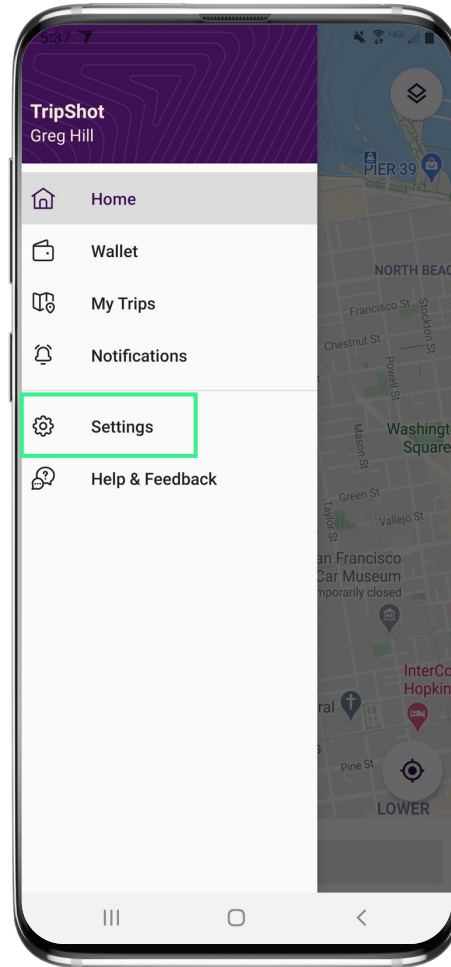 5:37
TripShot
Greg Hill
Home
Wallet
My Trips
Notifications
Settings
Help & Feedback
PIER 39
NORTH BEAC
Francisco St
Stockton St
Chestnut St
Powell St
Mason St
Washingt
Square
Green St
Taylor St
Vallejo St
an Francisco
Car Museum
mporarily closed
InterCo
Hopkin
ral
s
Pine St
LOWER